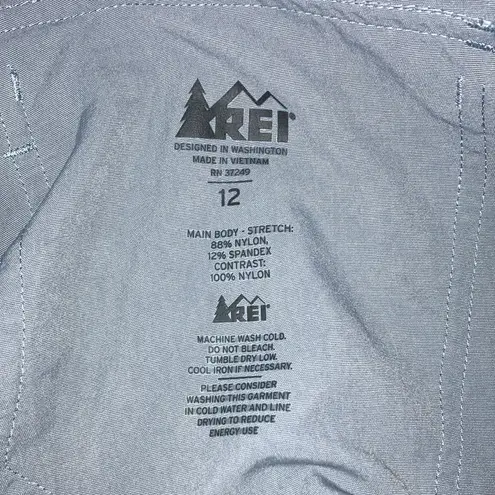 REI
DESIGNED IN WASHINGTON
MADE IN VIETNAM
RN 37249
12
MAIN BODY - STRETCH:
88% NYLON,
12% SPANDEX
CONTRAST:
100% NYLON
REI
MACHINE WASH COLD.
DO NOT BLEACH.
TUMBLE DRY LOW.
COOL IRON IF NECESSARY.
PLEASE CONSIDER
WASHING THIS GARMENT
IN COLD WATER AND LINE
DRYING TO REDUCE
ENERGY USE